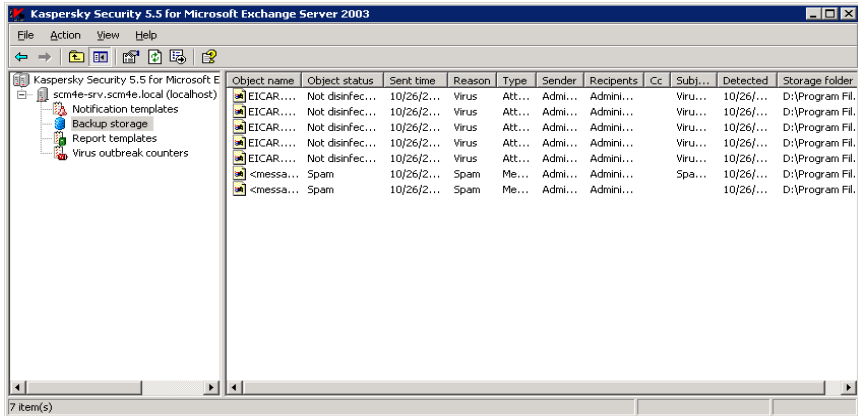 Kaspersky Security 5.5 for Microsoft Exchange Server 2003
File Action View Help
Kaspersky Security 5.5 for Microsoft E
scm4e-srv.scm4e.local (localhost)
Notification templates
Backup storage
Report templates
Virus outbreak counters
Object name Object status Sent time Reason Type Sender Recipents Cc Subj... Detected Storage folder
EICAR.... Not disinfec... 10/26/2... Virus Att... Admi... Admini... Viru... 10/26/... D:\Program Fil.
EICAR.... Not disinfec... 10/26/2... Virus Att... Admi... Admini... Viru... 10/26/... D:\Program Fil.
EICAR.... Not disinfec... 10/26/2... Virus Att... Admi... Admini... Viru... 10/26/... D:\Program Fil.
EICAR.... Not disinfec... 10/26/2... Virus Att... Admi... Admini... Viru... 10/26/... D:\Program Fil.
EICAR.... Not disinfec... 10/26/2... Virus Att... Admi... Admini... Viru... 10/26/... D:\Program Fil.
<messa... Spam 10/26/2... Spam Me... Admi... Admini... Spa... 10/26/... D:\Program Fil.
<messa... Spam 10/26/2... Spam Me... Admi... Admini... 10/26/... D:\Program Fil.
7 item(s)